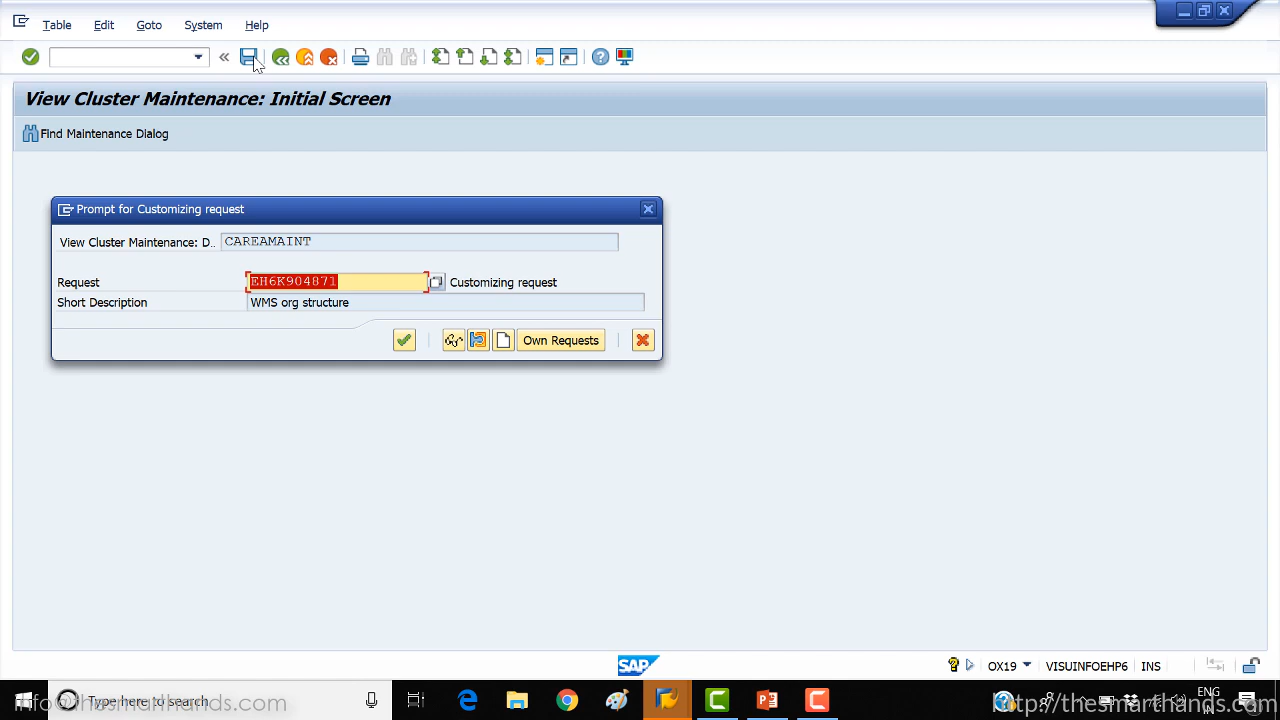 Table Edit Goto System Help
View Cluster Maintenance: Initial Screen
Find Maintenance Dialog
Prompt for Customizing request
View Cluster Maintenance: D.. CAREAMAINT
Request EH6K904871 Customizing request
Short Description WMS org structure
Own Requests
SAP
OX19 VISUINFOEHP6 INS
Type here to search
ENG
IN
info@thesmarthands.com
http://thesmarthands.com